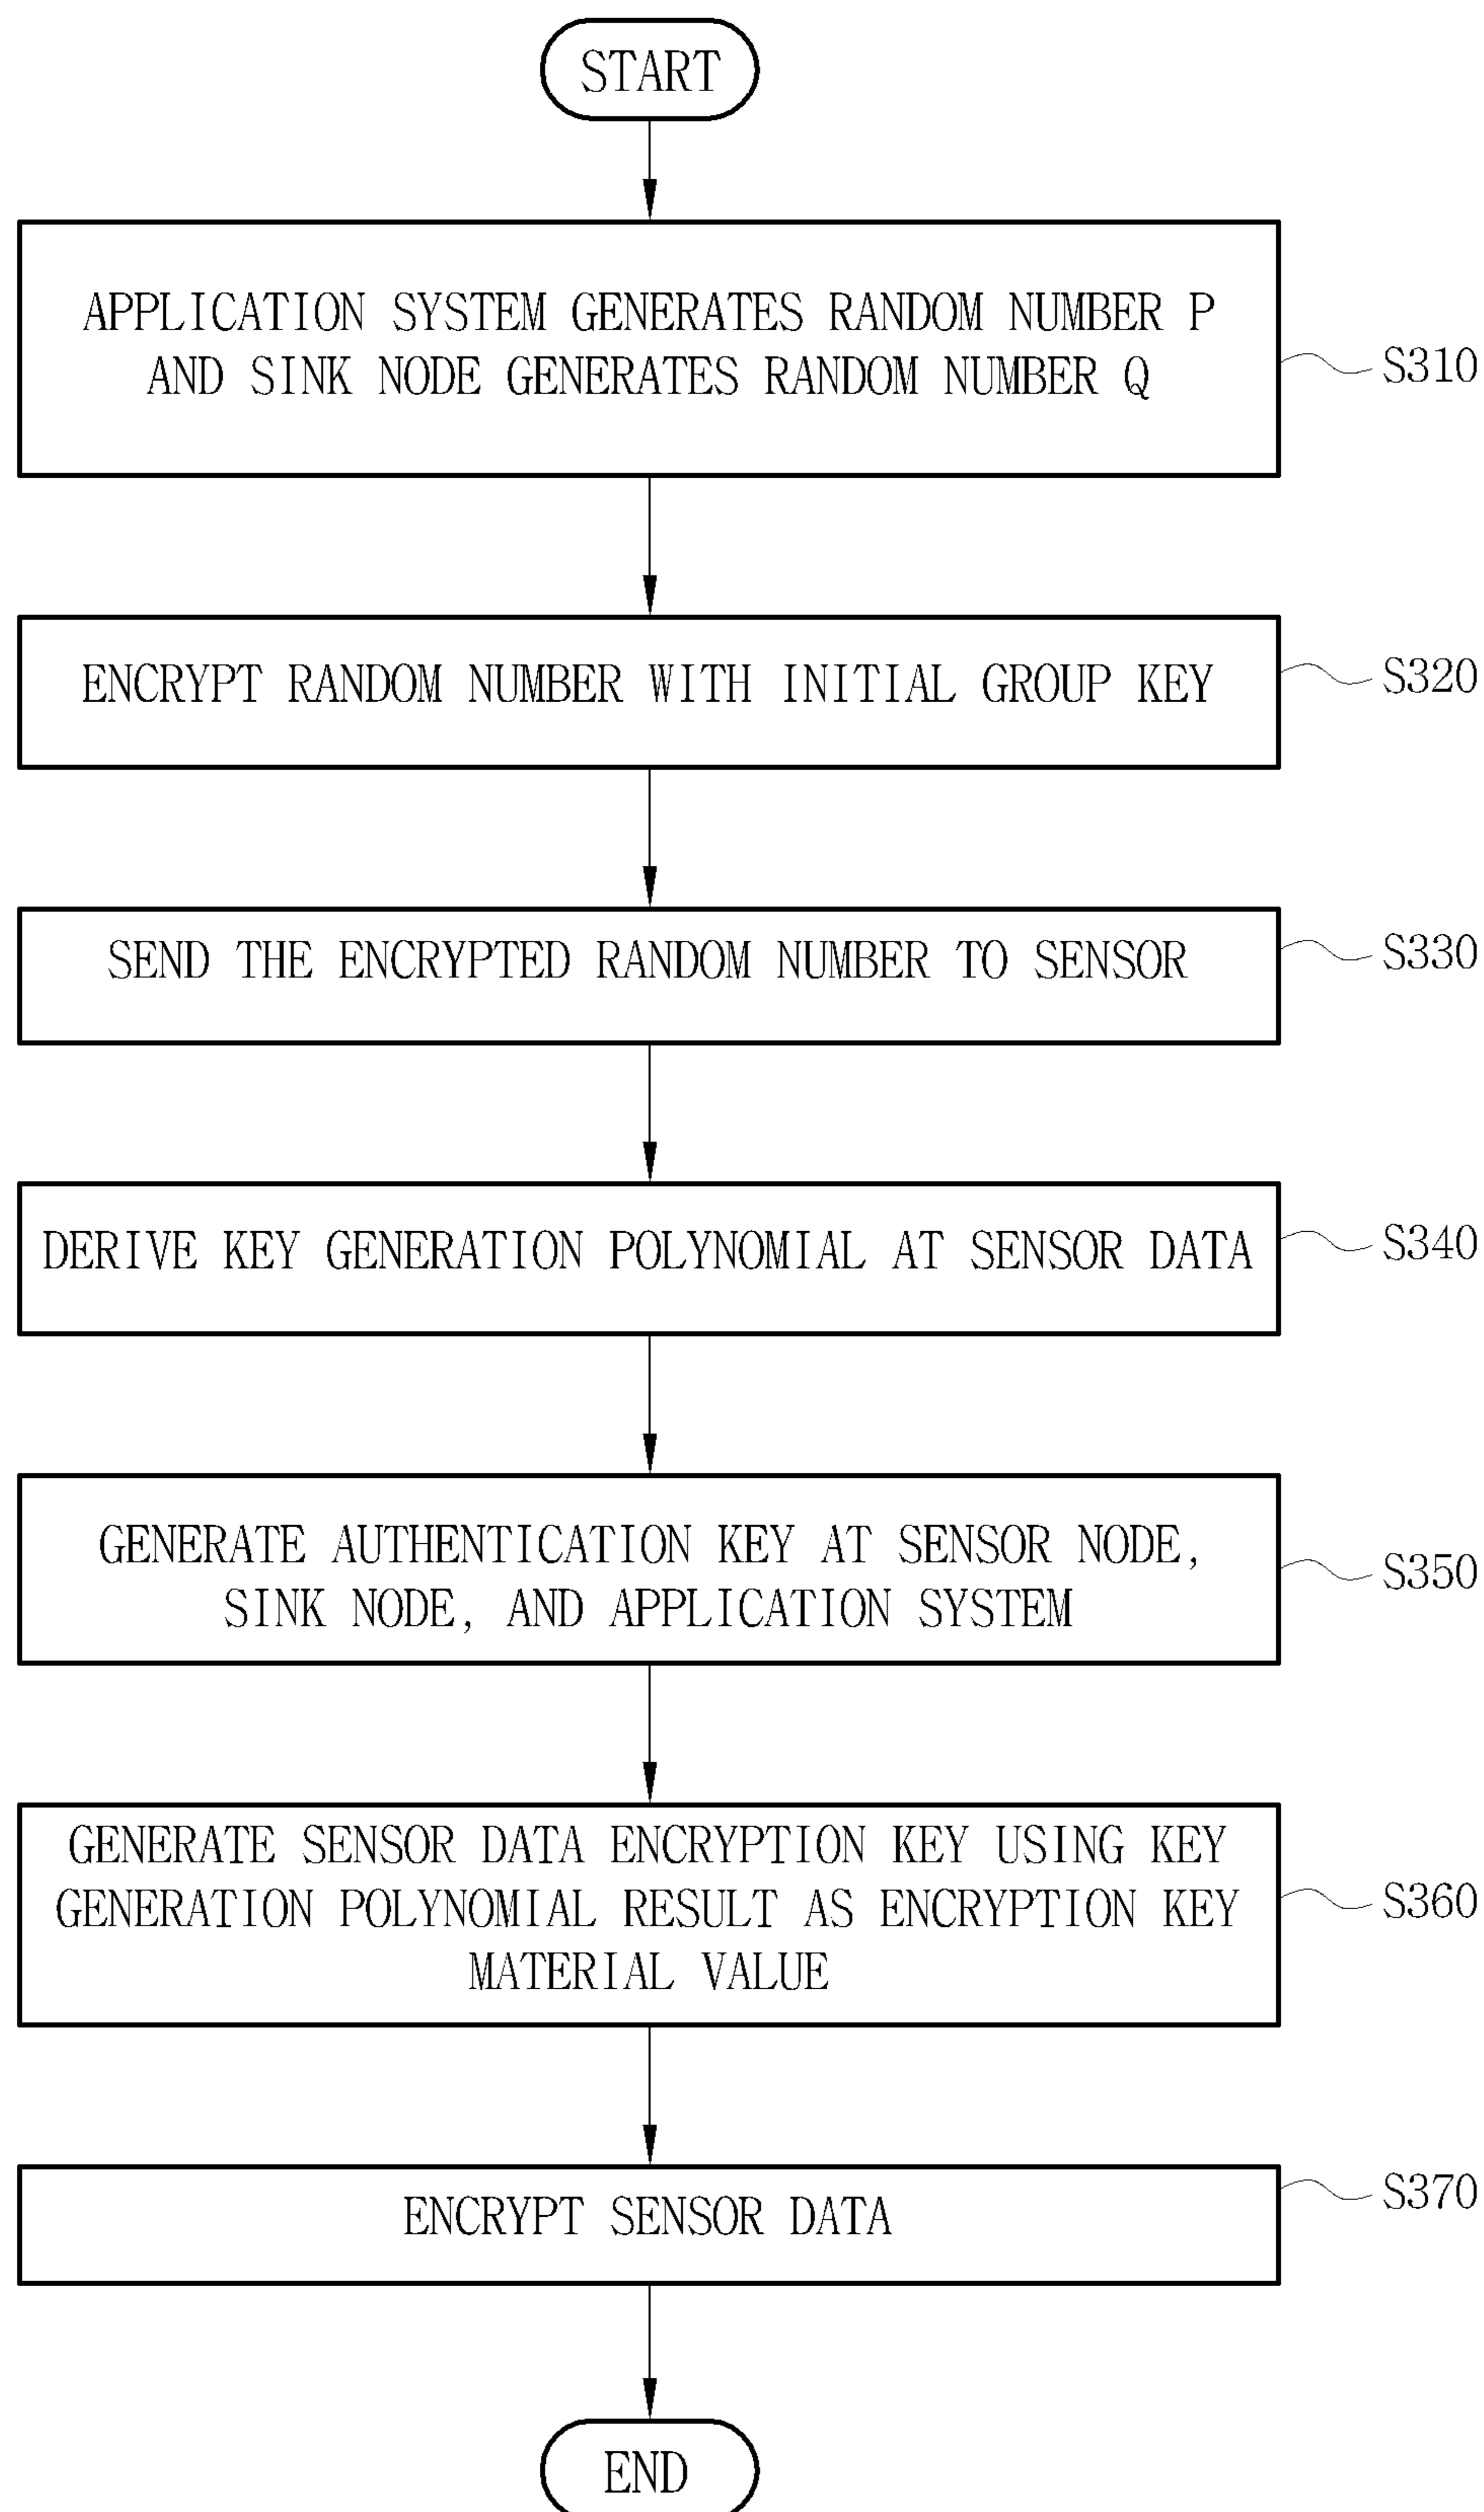 START
APPLICATION SYSTEM GENERATES RANDOM NUMBER P
AND SINK NODE GENERATES RANDOM NUMBER Q
S310
ENCRYPT RANDOM NUMBER WITH INITIAL GROUP KEY
S320
SEND THE ENCRYPTED RANDOM NUMBER TO SENSOR
S330
DERIVE KEY GENERATION POLYNOMIAL AT SENSOR DATA
S340
GENERATE AUTHENTICATION KEY AT SENSOR NODE,
SINK NODE, AND APPLICATION SYSTEM
S350
GENERATE SENSOR DATA ENCRYPTION KEY USING KEY
GENERATION POLYNOMIAL RESULT AS ENCRYPTION KEY
MATERIAL VALUE
S360
ENCRYPT SENSOR DATA
S370
END